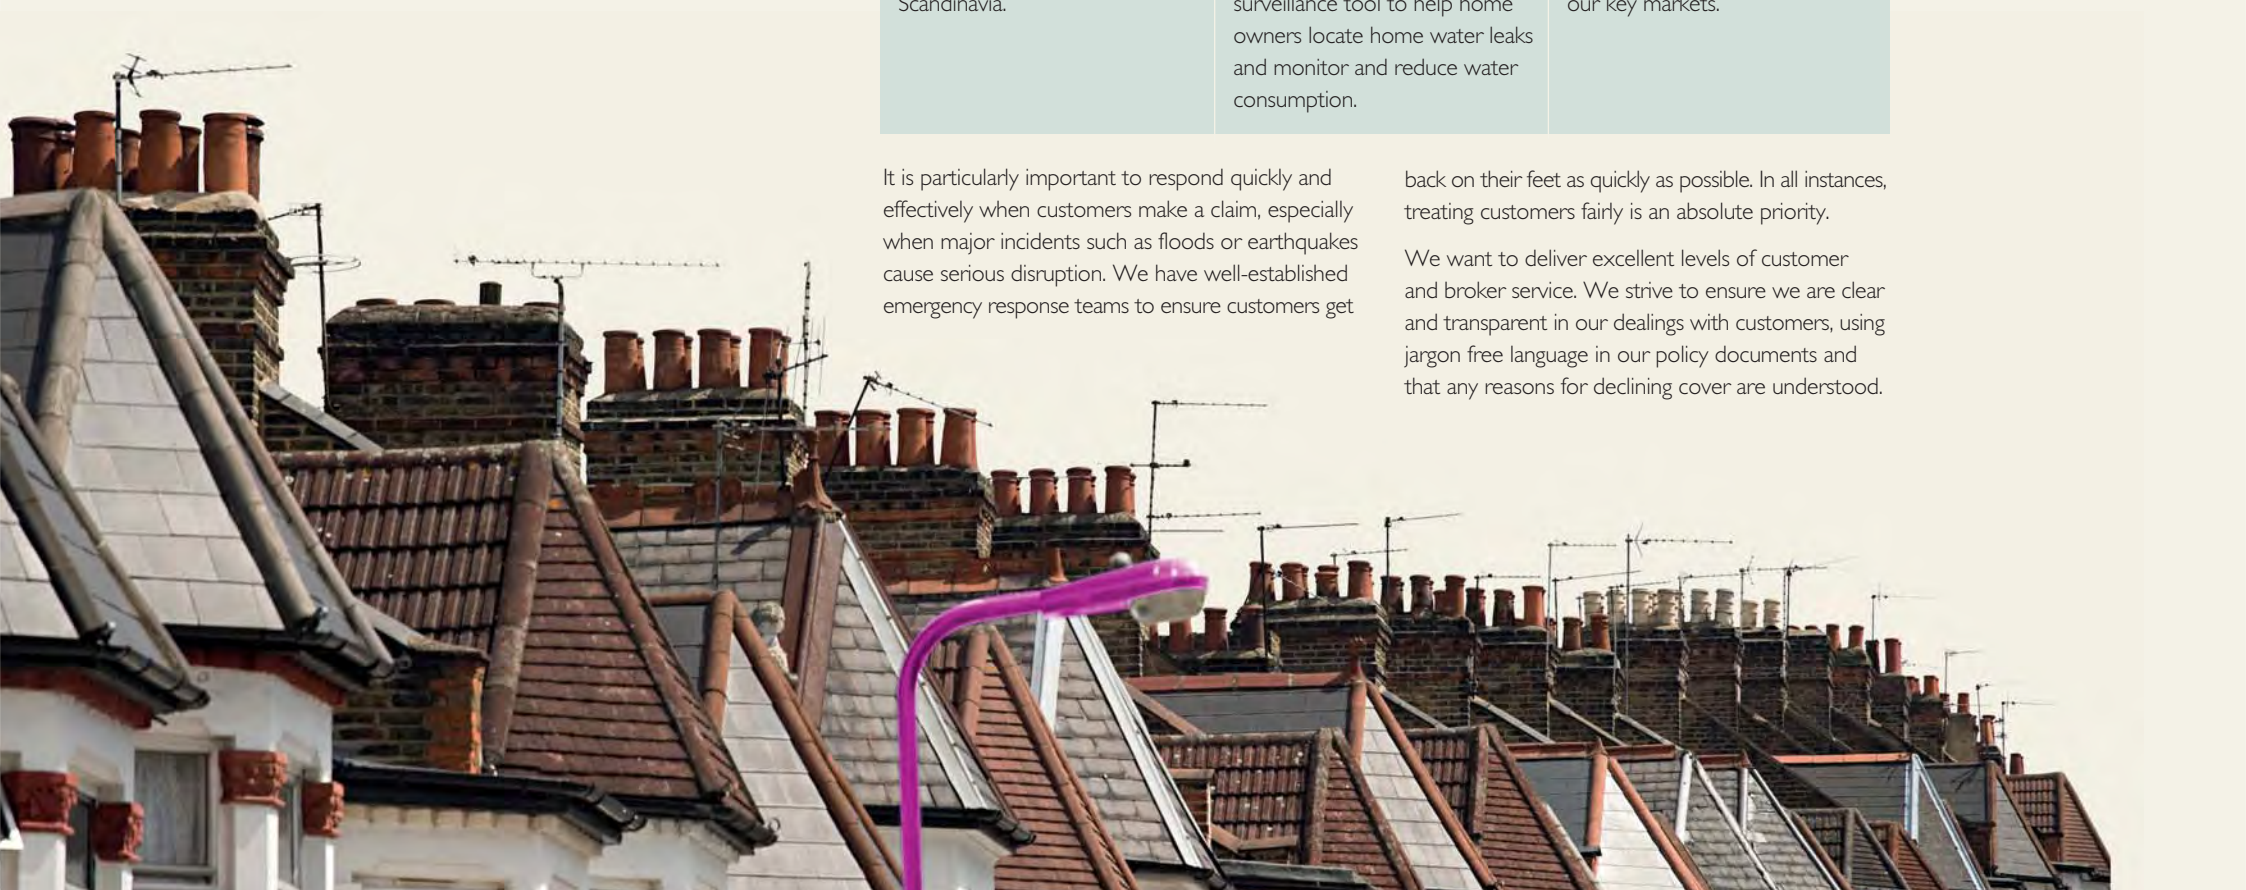 Scandinavia.
surveillance tool to help home
owners locate home water leaks
and monitor and reduce water
consumption.
our key markets.
It is particularly important to respond quickly and
effectively when customers make a claim, especially
when major incidents such as floods or earthquakes
cause serious disruption. We have well-established
emergency response teams to ensure customers get
back on their feet as quickly as possible. In all instances,
treating customers fairly is an absolute priority.
We want to deliver excellent levels of customer
and broker service. We strive to ensure we are clear
and transparent in our dealings with customers, using
jargon free language in our policy documents and
that any reasons for declining cover are understood.